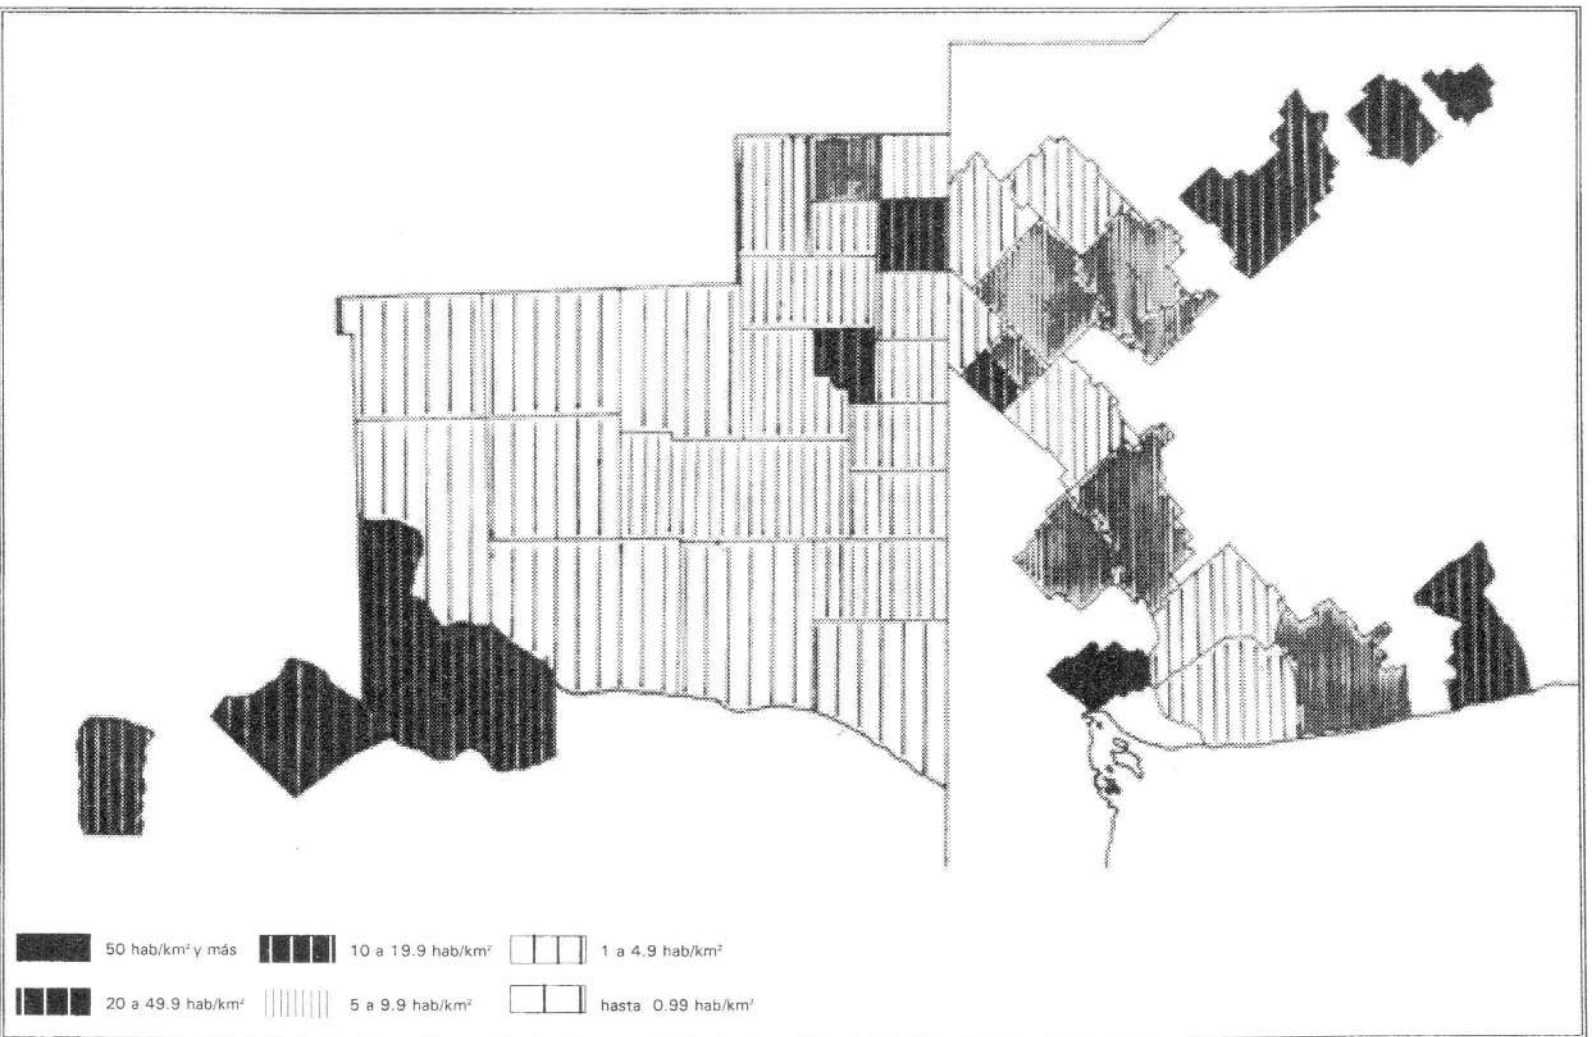 50 hab/km² y más
10 a 19.9 hab/km²
1 a 4.9 hab/km²
20 a 49.9 hab/km²
5 a 9.9 hab/km²
hasta 0.99 hab/km²